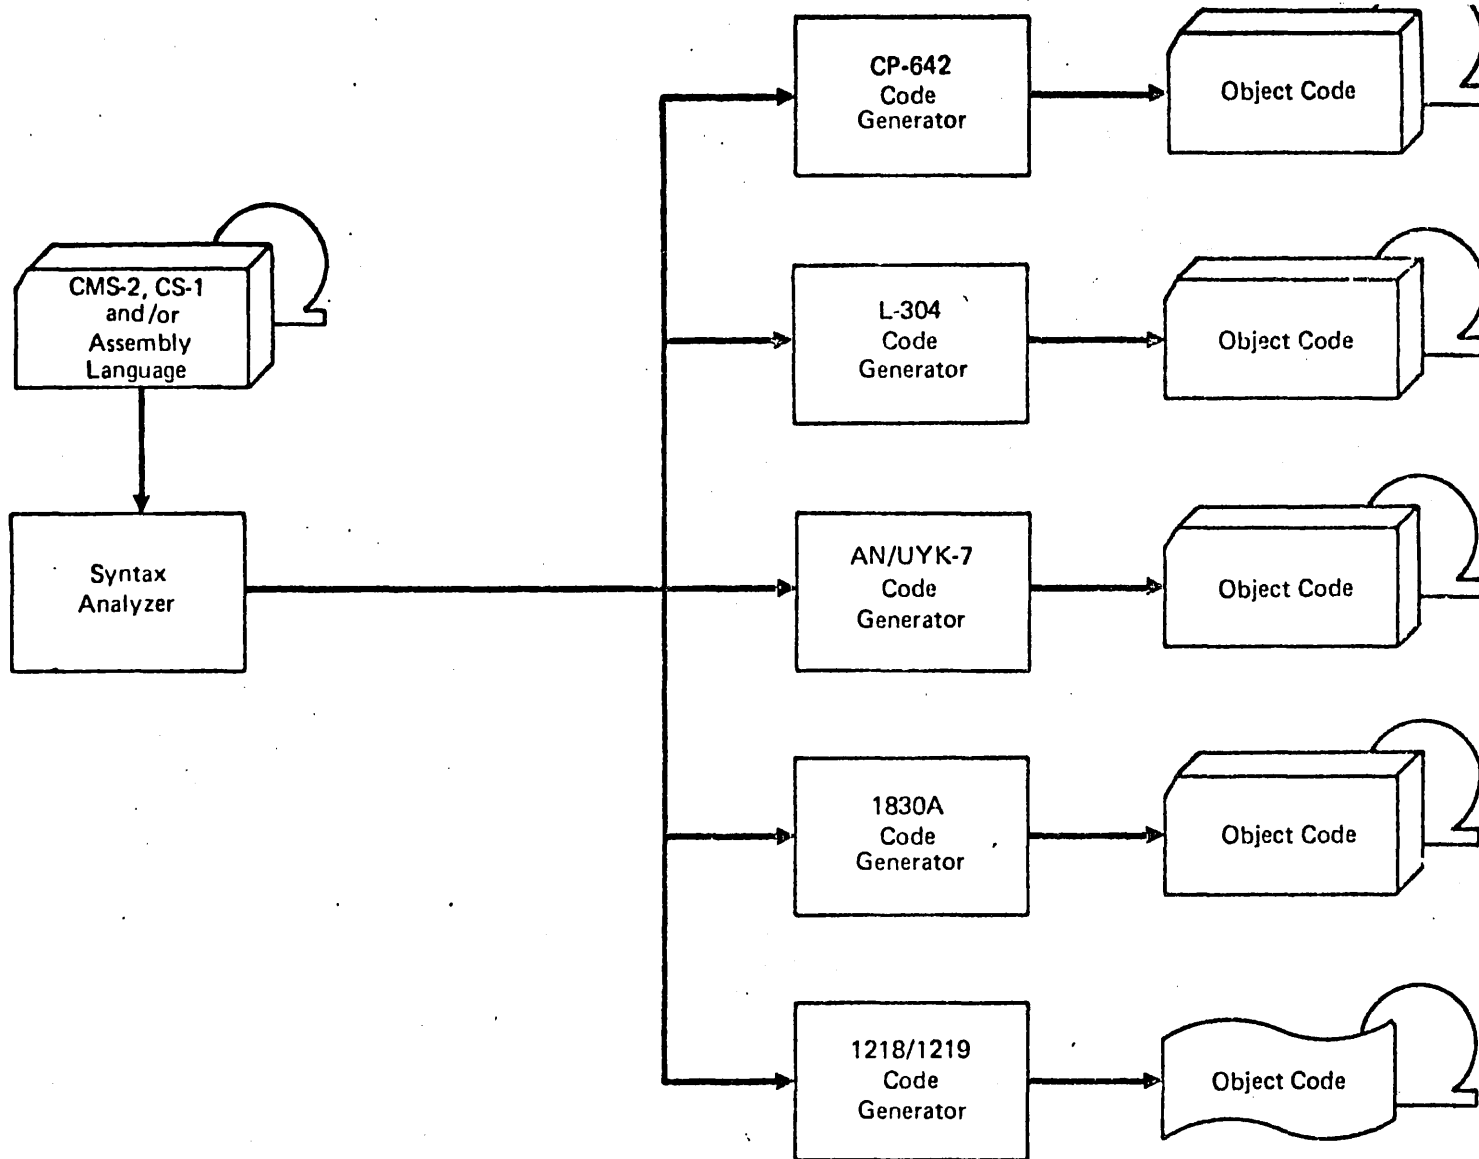 CP-642
Code
Generator
Object Code
CMS-2, CS-1
and/or
Assembly
Language
L-304
Code
Generator
Object Code
Syntax
Analyzer
AN/UYK-7
Code
Generator
Object Code
1830A
Code
Generator
Object Code
1218/1219
Code
Generator
Object Code